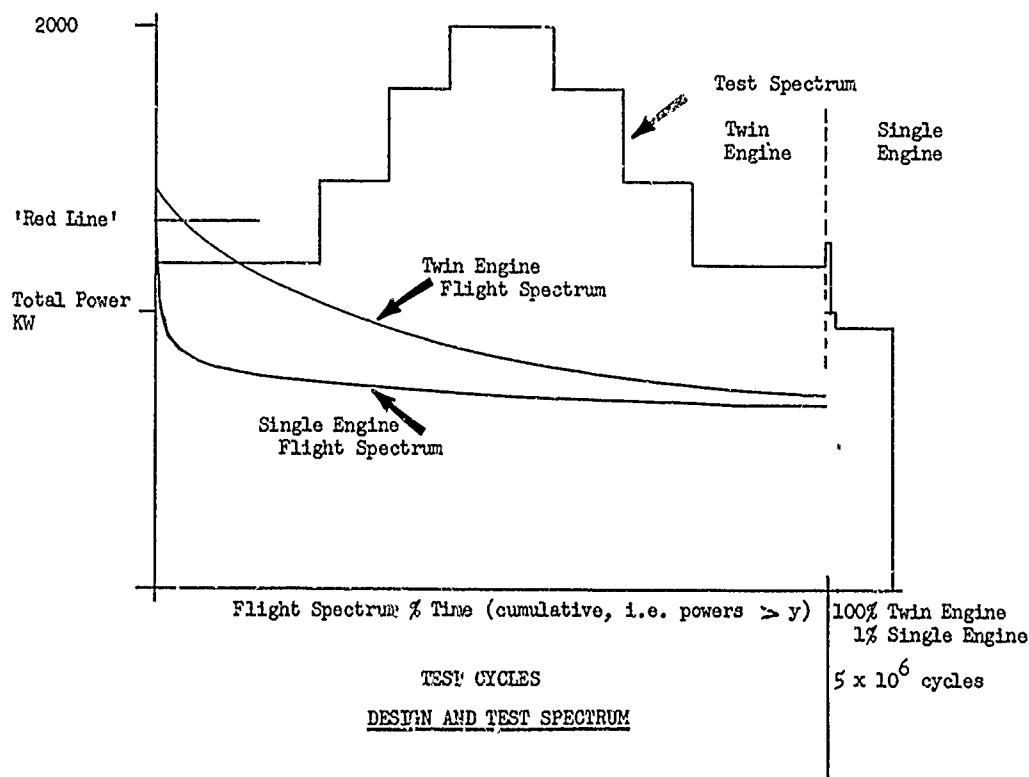 2000
Test Spectrum
Twin Engine
Single Engine
'Red Line'
Twin Engine
Flight Spectrum
Total Power
KW
Single Engine
Flight Spectrum
Flight Spectrum % Time (cumulative, i.e. powers ⩾ y)
100% Twin Engine
1% Single Engine
5 x 10⁶ cycles
TEST CYCLES
DESIGN AND TEST SPECTRUM